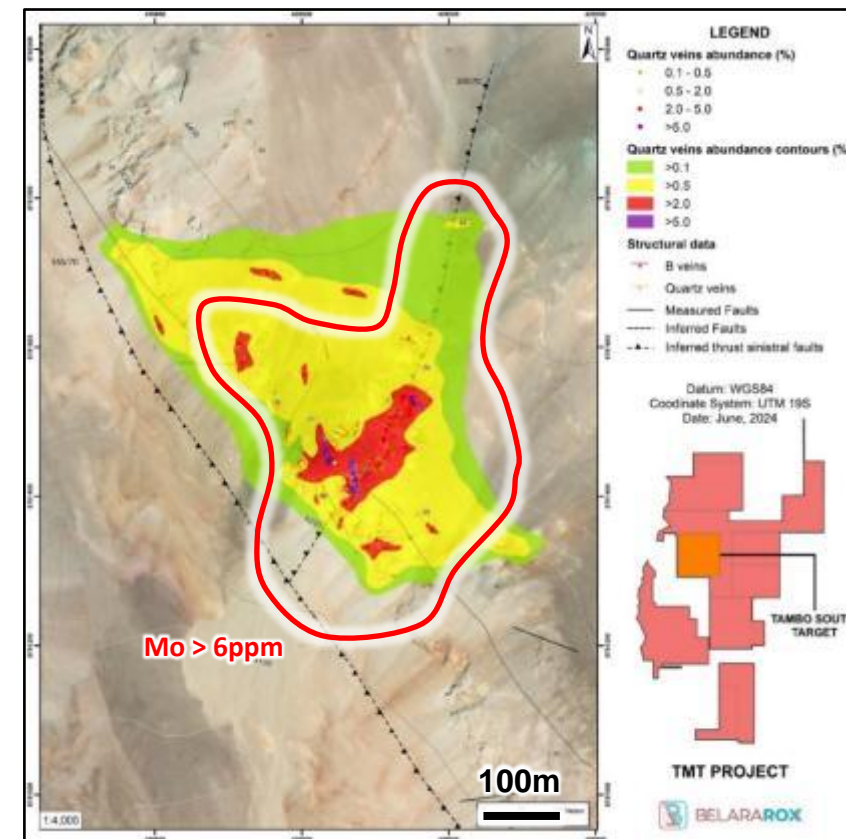 N
LEGEND
Quartz veins abundance (%)
0.1 - 0.5
0.5 - 2.0
2.0 - 5.0
>5.0
Quartz veins abundance contours (%
>0.1
>0.5
>2.0
>5.0
Structural data
B veins
Quartz veins
Measured Faults
Inferred Faults
Inferred thrust sinistral faults
Datum: WGS84
Coodinate System: UTM 19S
Date: June, 2024
TAMBO SOUT
TARGET
Mo > 6ppm
100m
1:4,000
TMT PROJECT
BELARAROX